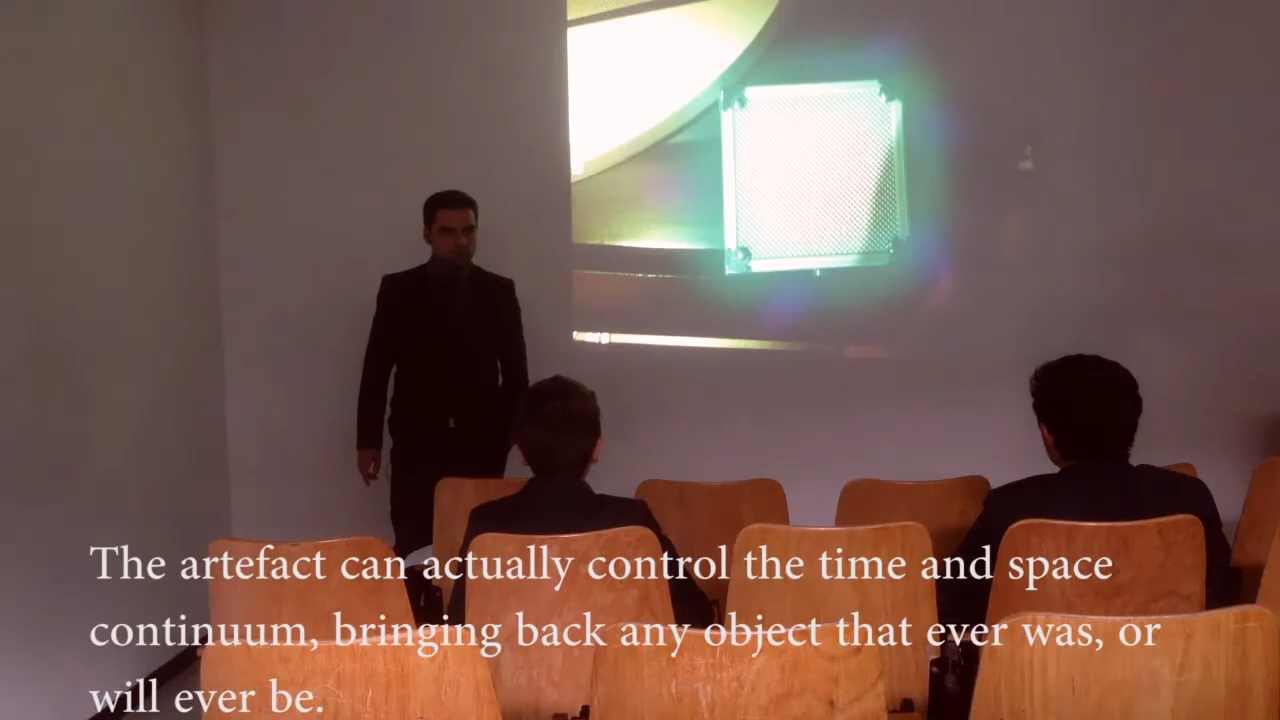 The artefact can actually control the time and space
continuum, bringing back any object that ever was, or
will ever be.